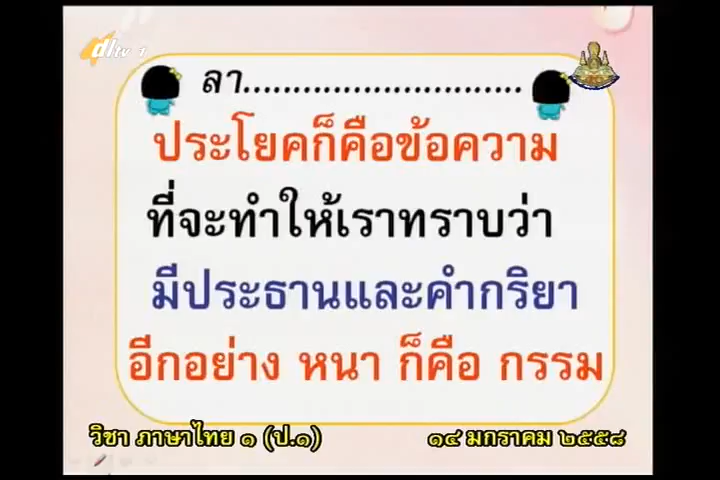 dltv 1
ลา............................
ประโยคก็คือข้อความ
ที่จะทำให้เราทราบว่า
มีประธานและคำกริยา
อีกอย่าง หนา ก็คือ กรรม
วิชา ภาษาไทย ๑ (ป.๑) ๑๔ มกราคม ๒๕๕๘